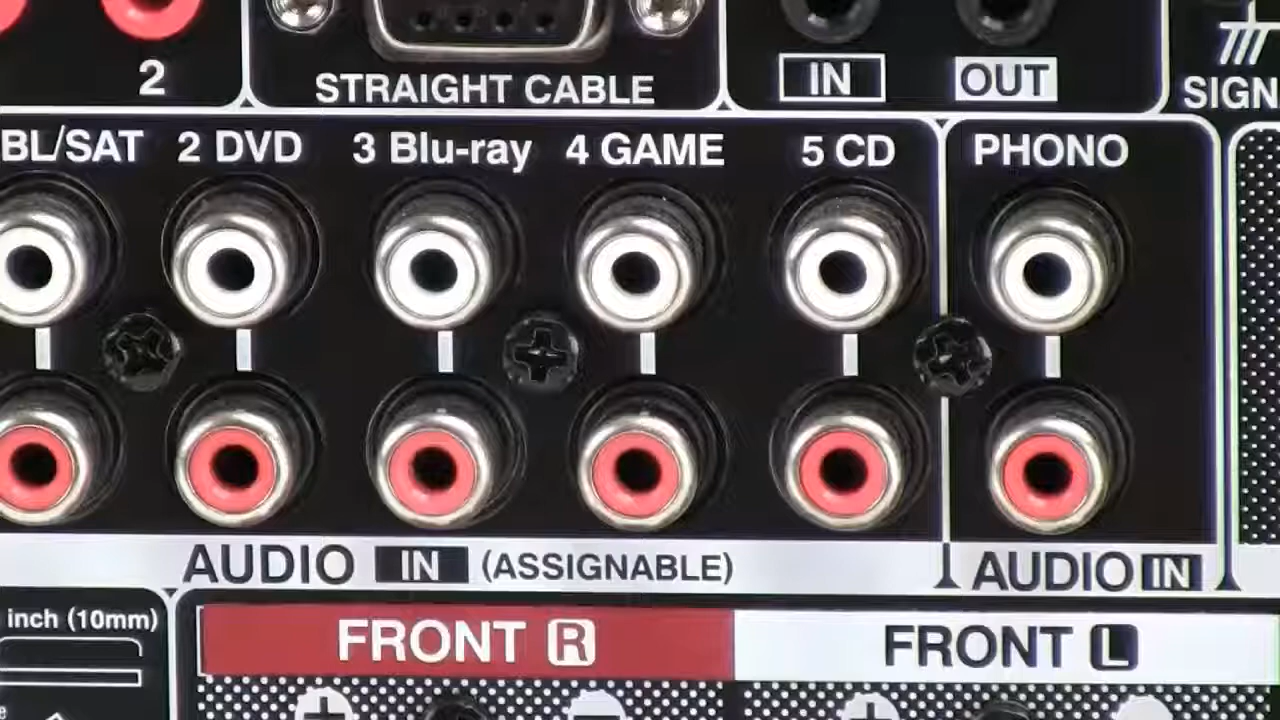 2
STRAIGHT CABLE
IN
OUT
SIGN
BL/SAT
2 DVD
3 Blu-ray
4 GAME
5 CD
PHONO
AUDIO IN (ASSIGNABLE)
AUDIO IN
inch (10mm)
FRONT R
FRONT L
+
−
+